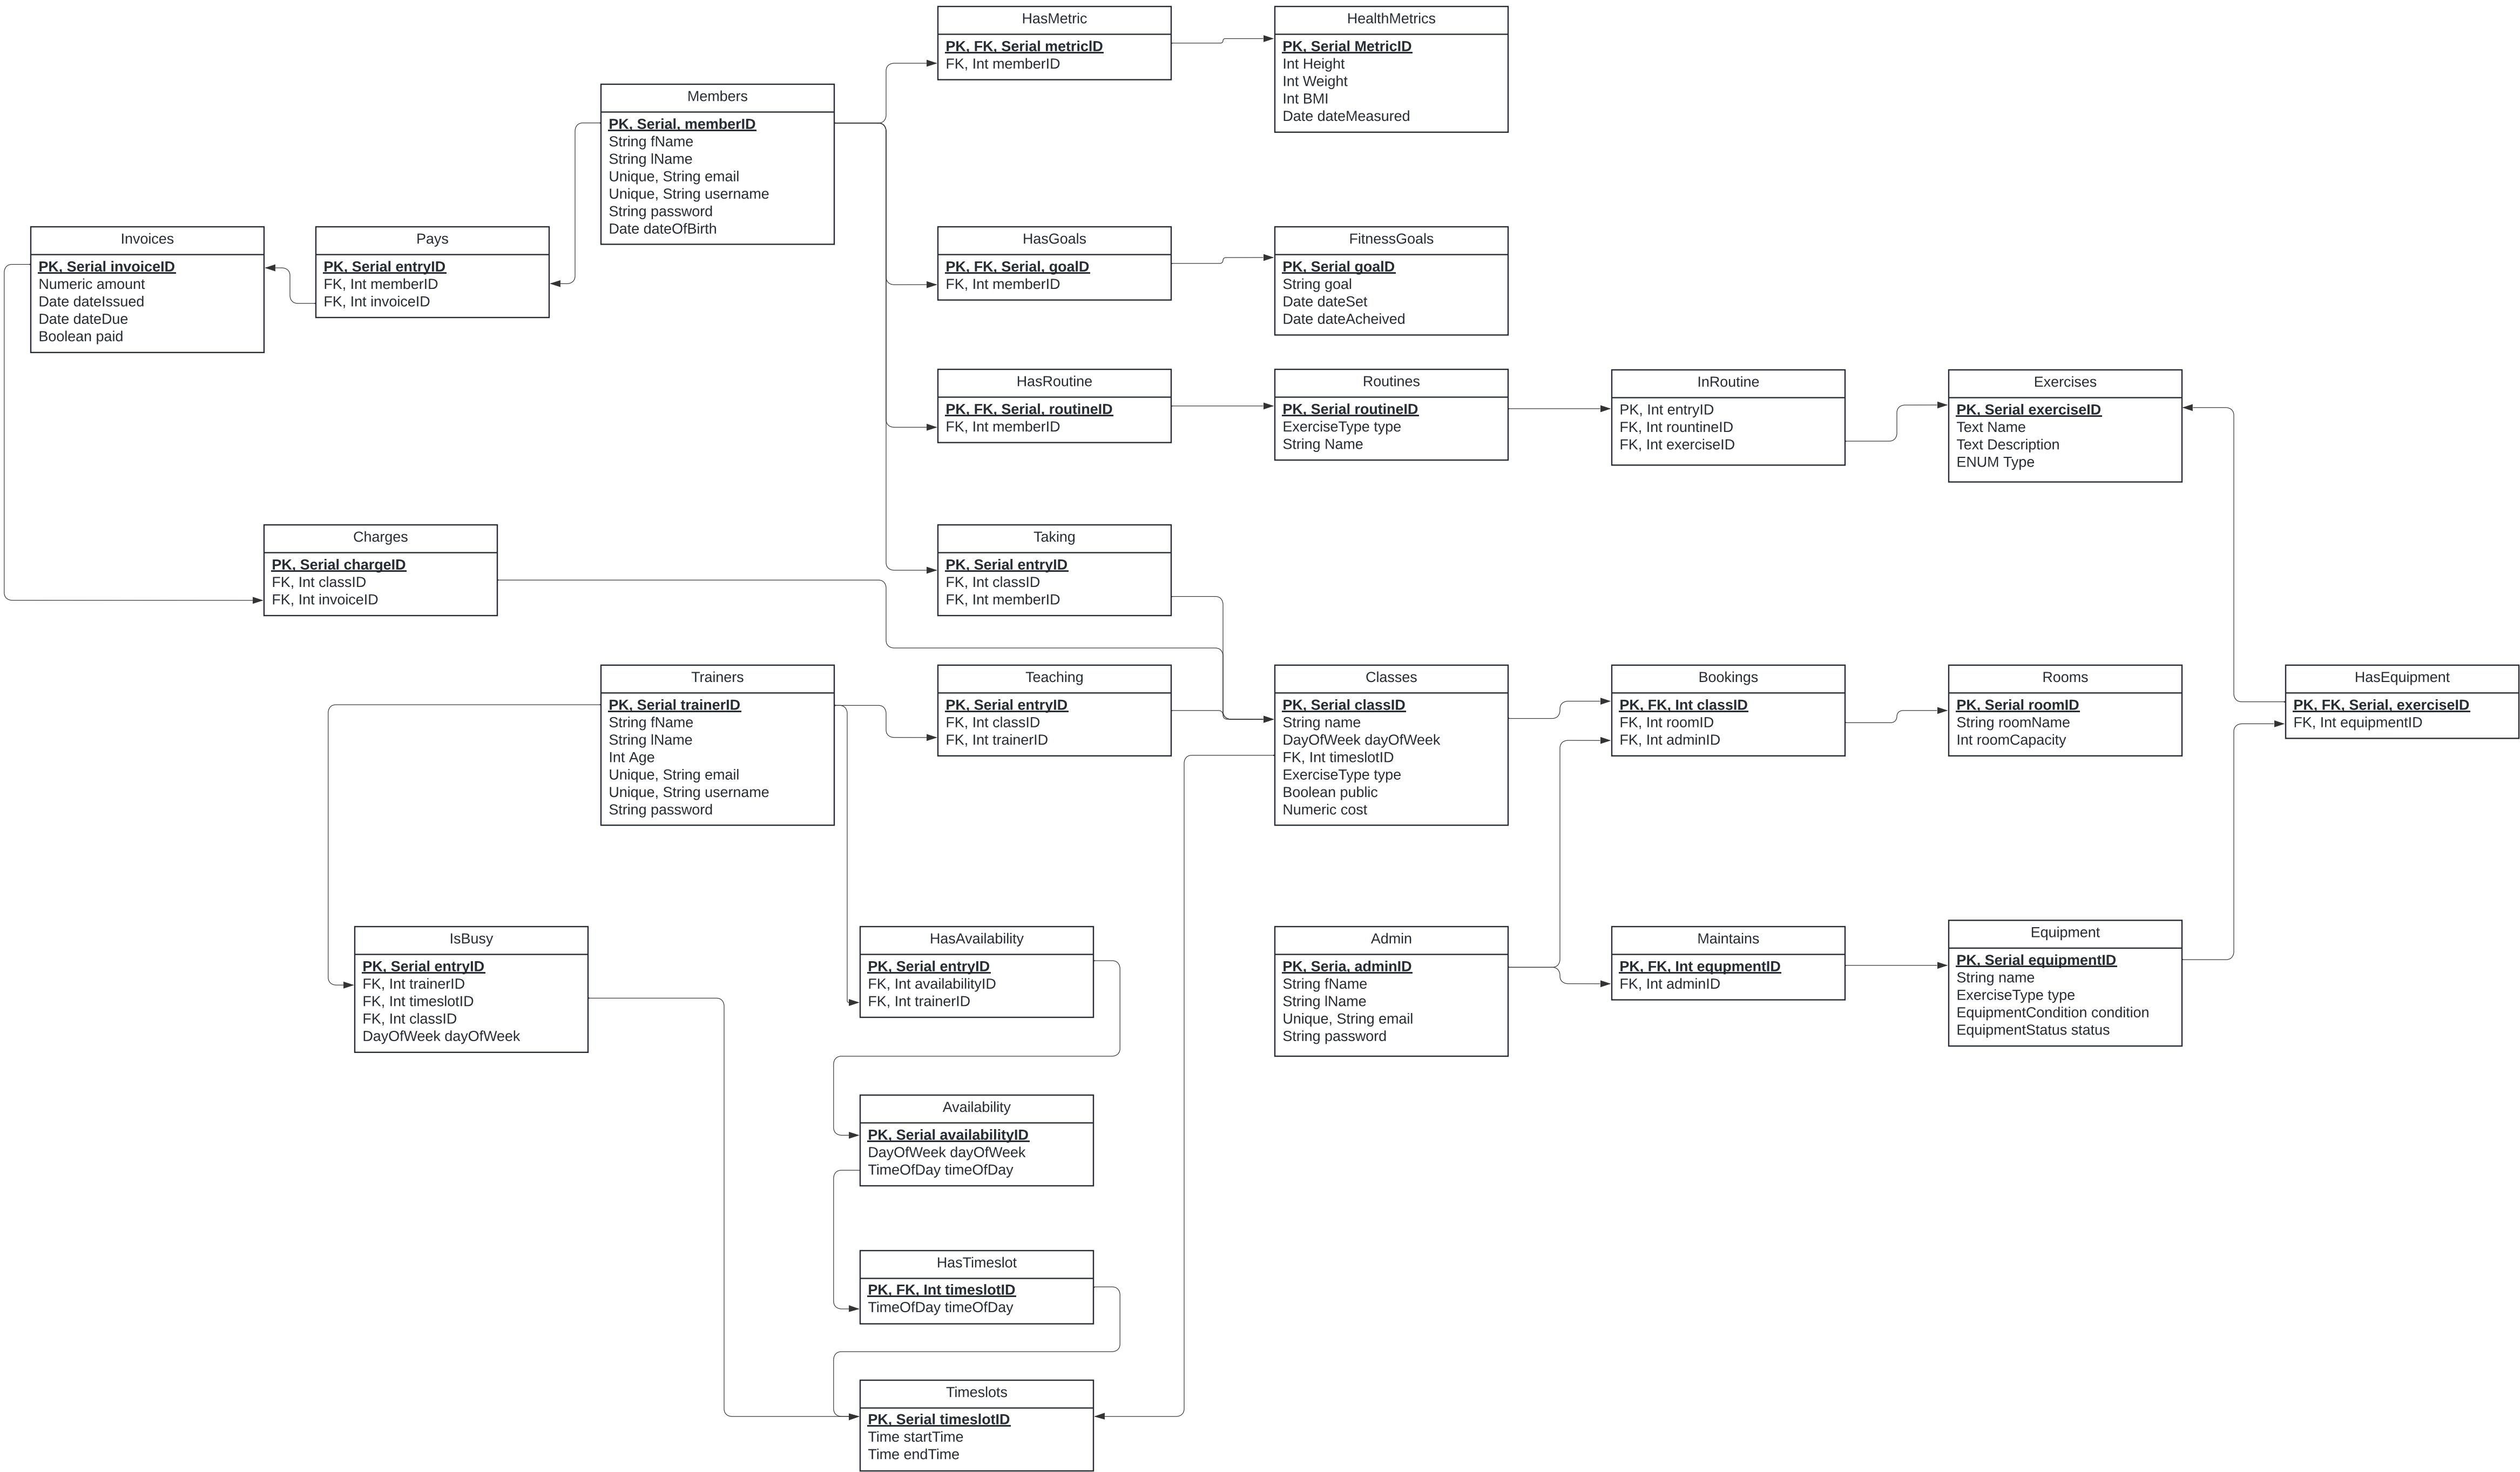 HasMetric
PK, FK, Serial metricID
FK, Int memberID
HealthMetrics
PK, Serial MetricID
Int Height
Int Weight
Int BMI
Date dateMeasured
Members
PK, Serial, memberID
String fName
String lName
Unique, String email
Unique, String username
String password
Date dateOfBirth
Invoices
PK, Serial invoiceID
Numeric amount
Date dateIssued
Date dateDue
Boolean paid
Pays
PK, Serial entryID
FK, Int memberID
FK, Int invoiceID
HasGoals
PK, FK, Serial, goalD
FK, Int memberID
FitnessGoals
PK, Serial goalD
String goal
Date dateSet
Date dateAcheived
HasRoutine
PK, FK, Serial, routineID
FK, Int memberID
Routines
PK, Serial routineID
ExerciseType type
String Name
InRoutine
PK, Int entryID
FK, Int rountineID
FK, Int exerciseID
Exercises
PK, Serial exerciseID
Text Name
Text Description
ENUM Type
Charges
PK, Serial chargeID
FK, Int classID
FK, Int invoiceID
Taking
PK, Serial entryID
FK, Int classID
FK, Int memberID
Trainers
PK, Serial trainerID
String fName
String lName
Int Age
Unique, String email
Unique, String username
String password
Teaching
PK, Serial entryID
FK, Int classID
FK, Int trainerID
Classes
PK, Serial classID
String name
DayOfWeek dayOfWeek
FK, Int timeslotID
ExerciseType type
Boolean public
Numeric cost
Bookings
PK, FK, Int classID
FK, Int roomID
FK, Int adminID
Rooms
PK, Serial roomID
String roomName
Int roomCapacity
HasEquipment
PK, FK, Serial, exerciseID
FK, Int equipmentID
IsBusy
PK, Serial entryID
FK, Int trainerID
FK, Int timeslotID
FK, Int classID
DayOfWeek dayOfWeek
HasAvailability
PK, Serial entryID
FK, Int availabilityID
FK, Int trainerID
Admin
PK, Seria, adminID
String fName
String lName
Unique, String email
String password
Maintains
PK, FK, Int equpmentID
FK, Int adminID
Equipment
PK, Serial equipmentID
String name
ExerciseType type
EquipmentCondition condition
EquipmentStatus status
Availability
PK, Serial availabilityID
DayOfWeek dayOfWeek
TimeOfDay timeOfDay
HasTimeslot
PK, FK, Int timeslotID
TimeOfDay timeOfDay
Timeslots
PK, Serial timeslotID
Time startTime
Time endTime